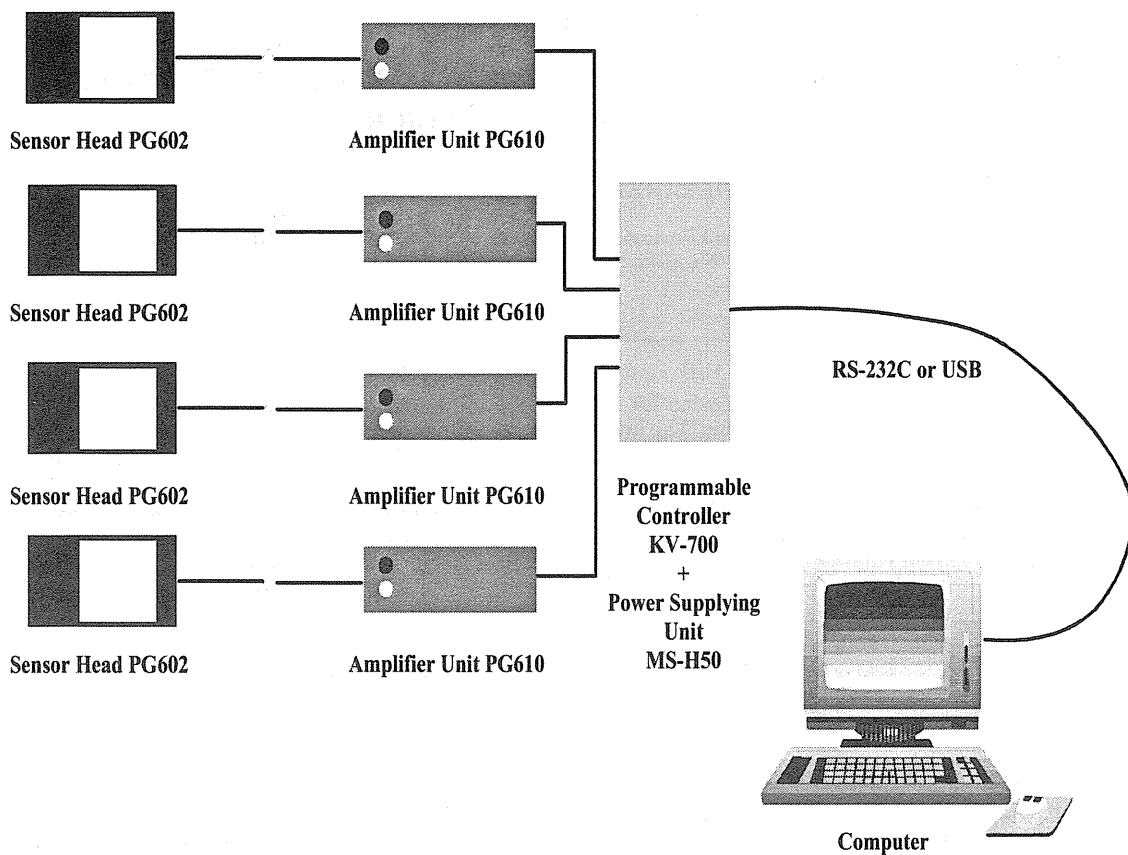 Sensor Head PG602
Amplifier Unit PG610
Sensor Head PG602
Amplifier Unit PG610
RS-232C or USB
Sensor Head PG602
Amplifier Unit PG610
Programmable
Controller
KV-700
+
Power Supplying
Unit
MS-H50
Sensor Head PG602
Amplifier Unit PG610
Computer